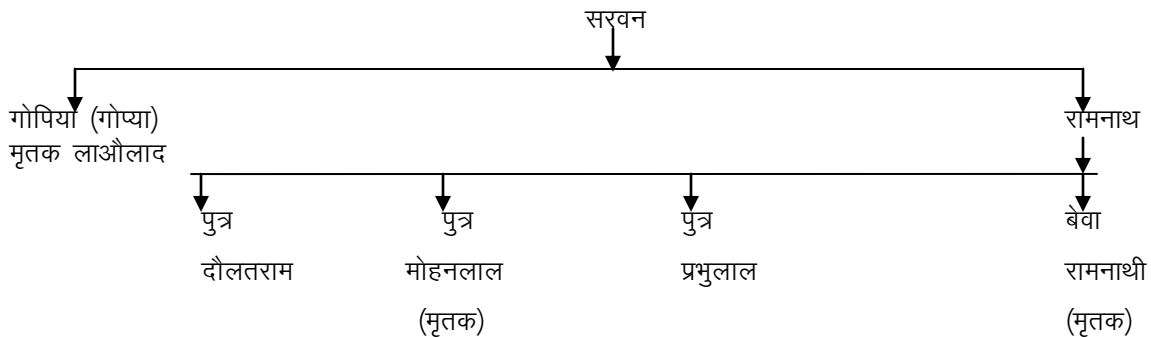 सरवन
गोपिया (गोप्या) रामनाथ
मृतक लाऔलाद
पुत्र पुत्र पुत्र बेवा
दौलतराम मोहनलाल प्रभुलाल रामनाथी
(मृतक) (मृतक)